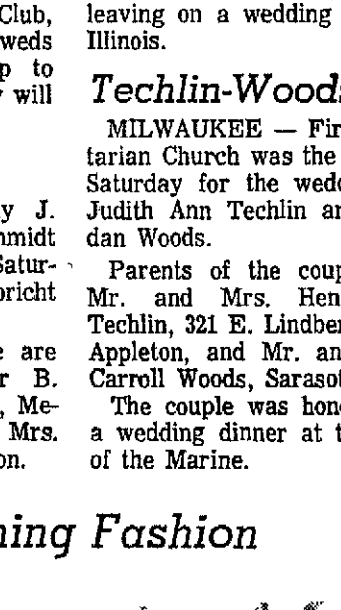 Club,
weds
p to
will
y J.
hmidt
Satur-
bricht
e are
r B.
, Me-
Mrs.
on.
leaving on a wedding
Illinois.
Techlin-Woods
MILWAUKEE — Fir
tarian Church was the
Saturday for the wedd
Judith Ann Techlin an
dan Woods.
Parents of the coup
Mr. and Mrs. Hen
Techlin, 321 E. Lindber
Appleton, and Mr. an
Carroll Woods, Sarasot
The couple was hono
a wedding dinner at t
of the Marine.
ning Fashion